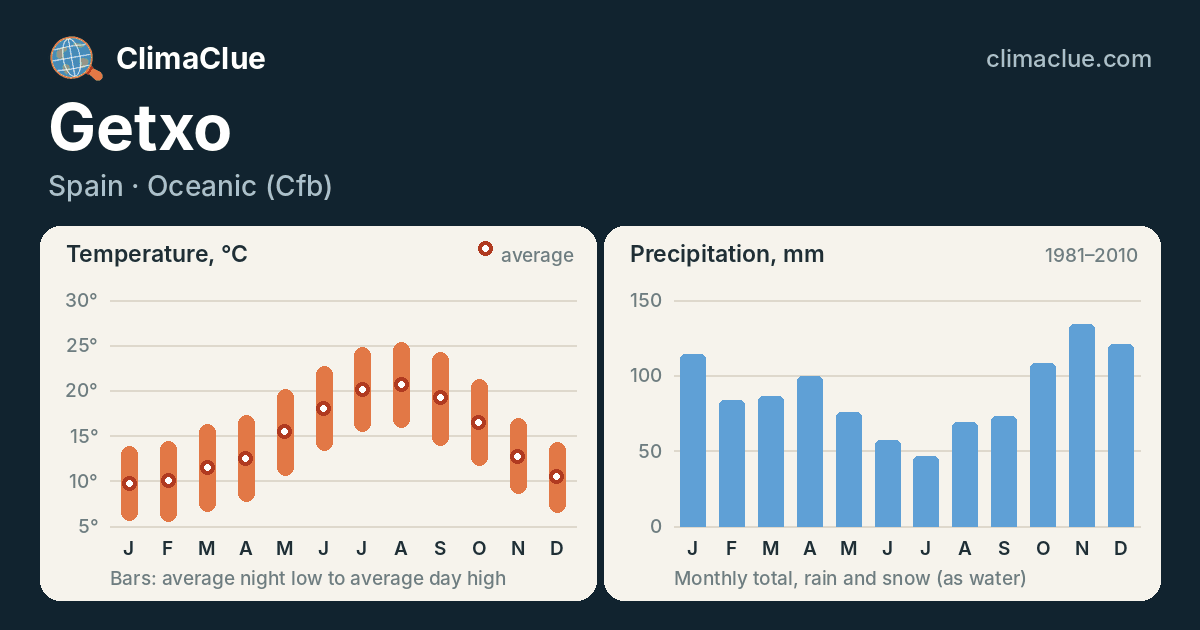 ClimaClue
climaclue.com
Getxo
Spain · Oceanic (Cfb)
Temperature, °C
average
30°
25°
20°
15°
10°
5°
J F M A M J J A S O N D
Bars: average night low to average day high
Precipitation, mm
1981–2010
150
100
50
0
J F M A M J J A S O N D
Monthly total, rain and snow (as water)